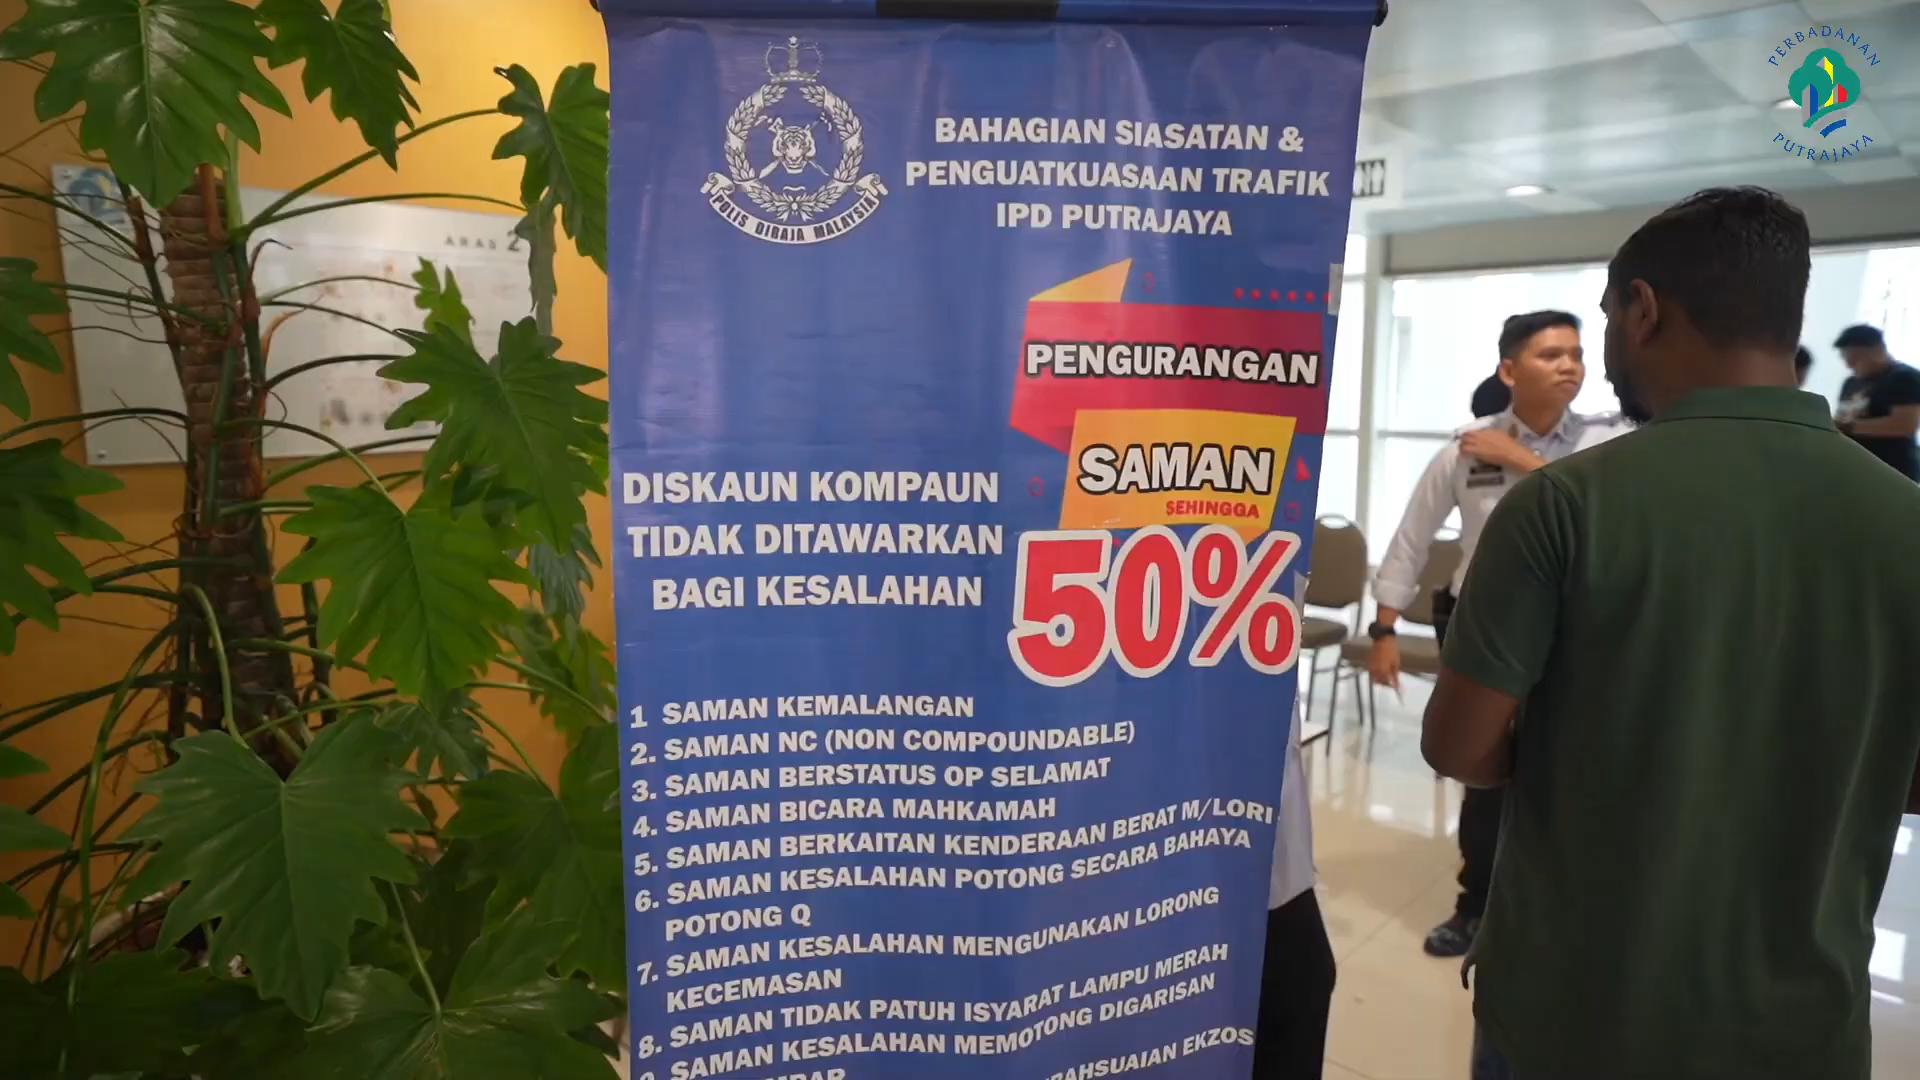 PERBADANAN
PUTRAJAYA
ARAS 2
POLIS DIRAJA MALAYSIA
BAHAGIAN SIASATAN &
PENGUATKUASAAN TRAFIK
IPD PUTRAJAYA
PENGURANGAN
SAMAN
SEHINGGA
50%
DISKAUN KOMPAUN
TIDAK DITAWARKAN
BAGI KESALAHAN
1 SAMAN KEMALANGAN
2. SAMAN NC (NON COMPOUNDABLE)
3. SAMAN BERSTATUS OP SELAMAT
4. SAMAN BICARA MAHKAMAH
5. SAMAN BERKAITAN KENDERAAN BERAT M/LORI
6. SAMAN KESALAHAN POTONG SECARA BAHAYA
POTONG Q
7. SAMAN KESALAHAN MENGUNAKAN LORONG
KECEMASAN
8. SAMAN TIDAK PATUH ISYARAT LAMPU MERAH
9. SAMAN KESALAHAN MEMOTONG DIGARISAN
EKZOS